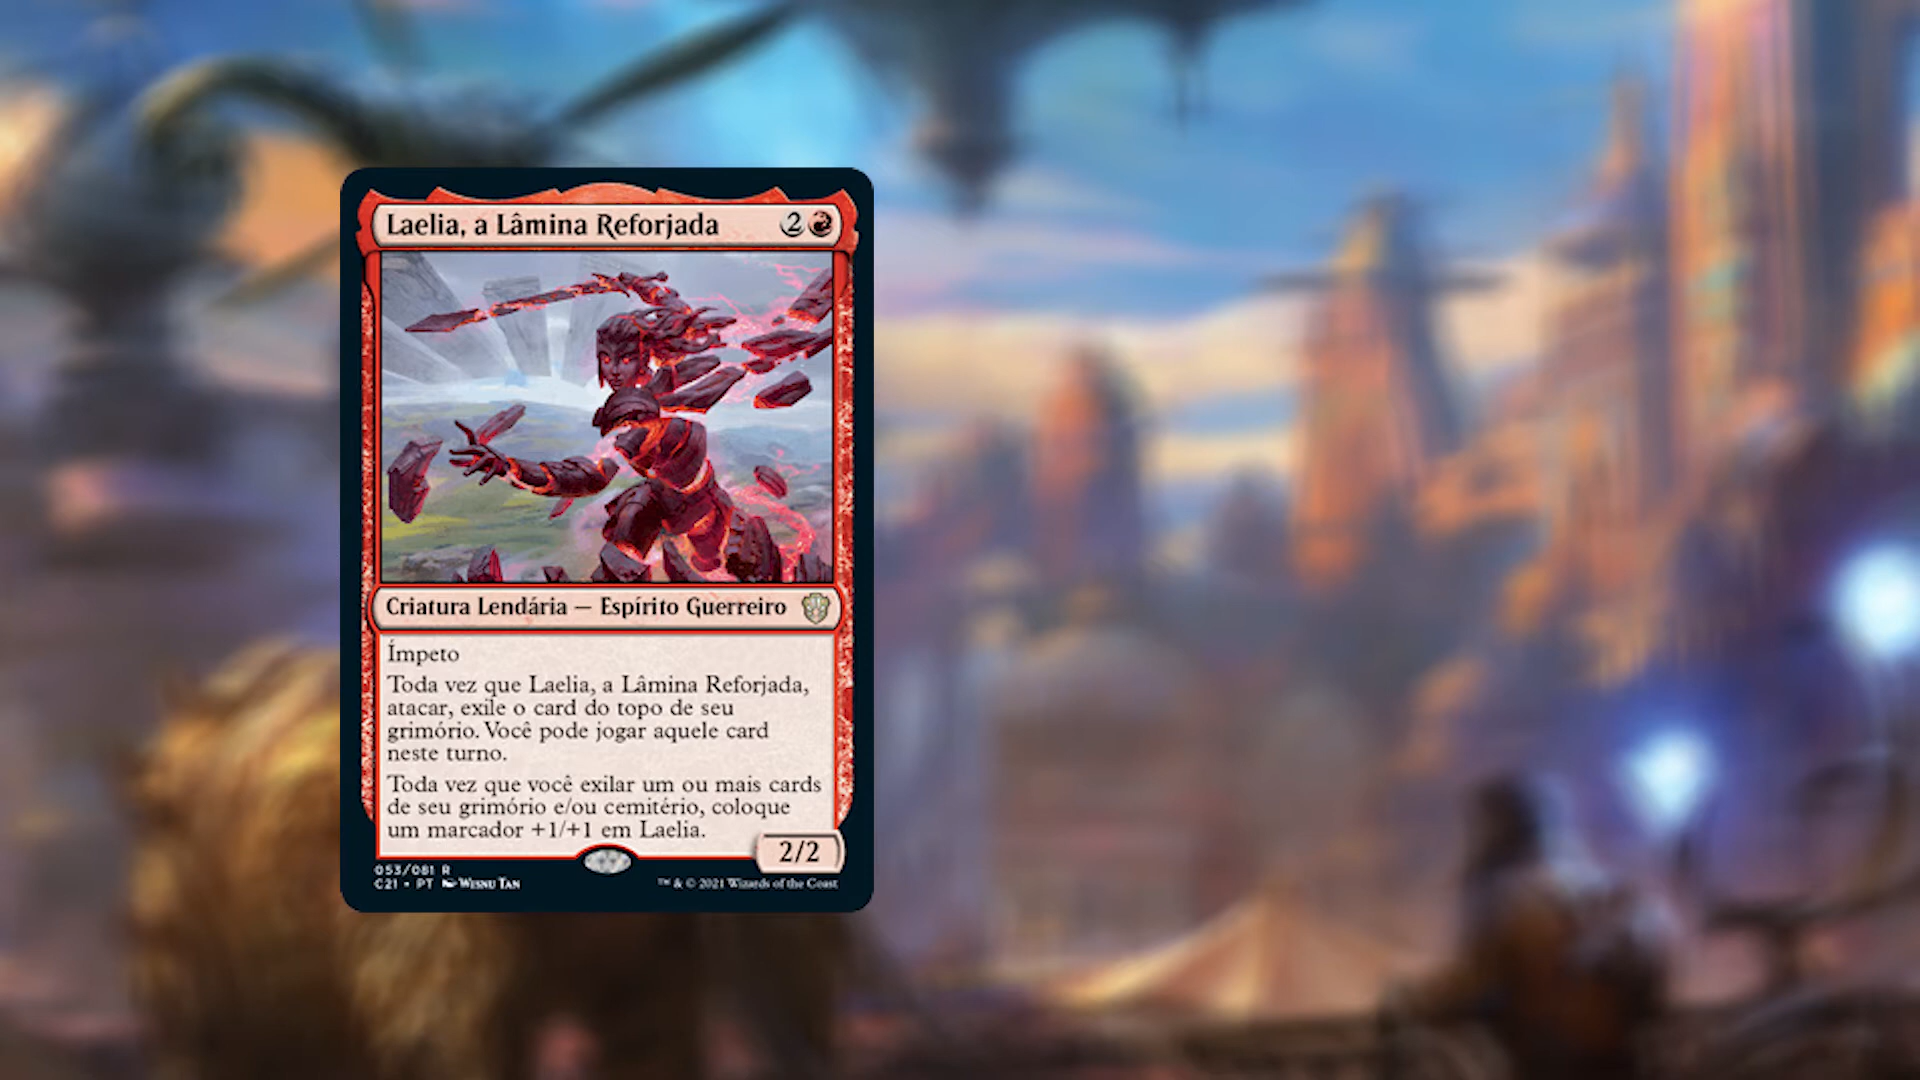 Laelia, a Lâmina Reforjada 2
Criatura Lendária — Espírito Guerreiro
Ímpeto
Toda vez que Laelia, a Lâmina Reforjada,
atacar, exile o card do topo de seu
grimório. Você pode jogar aquele card
neste turno.
Toda vez que você exilar um ou mais cards
de seu grimório e/ou cemitério, coloque
um marcador +1/+1 em Laelia.
2/2
053/081 R
C21 • PT Wisnu Tan
™ & © 2021 Wizards of the Coast